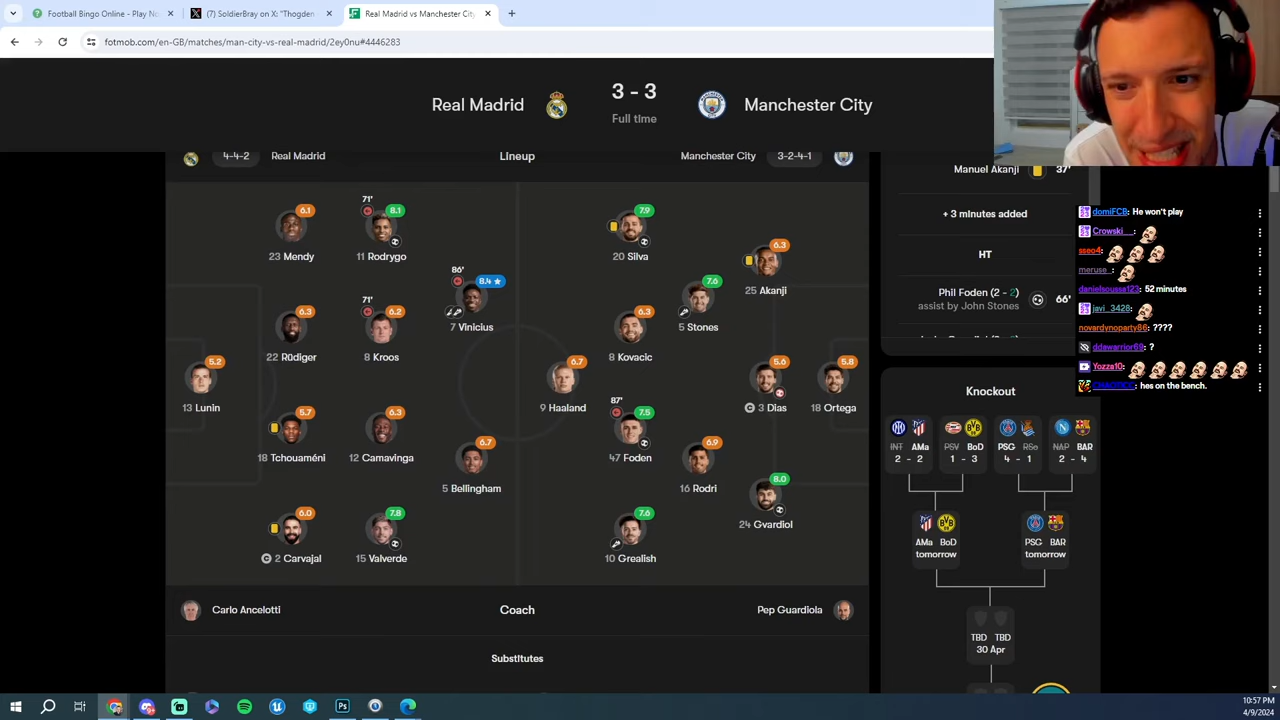 Football Bingo Online - Play No
(7) SoldierBray on X: "Thogden
Real Madrid vs Manchester City
fotmob.com/en-GB/matches/man-city-vs-real-madrid/2ey0nu#4446283
Real Madrid
3 - 3
Full time
Manchester City
4-4-2
Real Madrid
Lineup
Manchester City
3-2-4-1
6.1
23 Mendy
71'
8.1
11 Rodrygo
86'
8.4
7 Vinicius
6.3
22 Rüdiger
71'
6.2
8 Kroos
5.2
13 Lunin
5.7
18 Tchouaméni
6.3
12 Camavinga
6.7
5 Bellingham
6.0
C 2 Carvajal
7.8
15 Valverde
7.9
20 Silva
6.3
25 Akanji
7.6
5 Stones
6.3
8 Kovacic
6.7
9 Haaland
5.6
C 3 Dias
5.8
18 Ortega
87'
7.5
47 Foden
6.9
16 Rodri
8.0
24 Gvardiol
7.6
10 Grealish
Carlo Ancelotti
Coach
Pep Guardiola
Substitutes
Manuel Akanji
37'
+ 3 minutes added
HT
Phil Foden (2 - 2)
assist by John Stones
66'
Knockout
INT AMa
2 - 2
PSV BoD
1 - 3
PSG RSo
4 - 1
NAP BAR
2 - 4
AMa BoD
tomorrow
PSG BAR
tomorrow
TBD TBD
30 Apr
domiFCB: He won't play
Crowski__:
sseo4:
meruse_:
danielsoussa123: 52 minutes
javi_3428:
novardynoparty66: ????
ddawarrior69: ?
Yozza10:
hes on the bench.
10:57 PM
4/9/2024